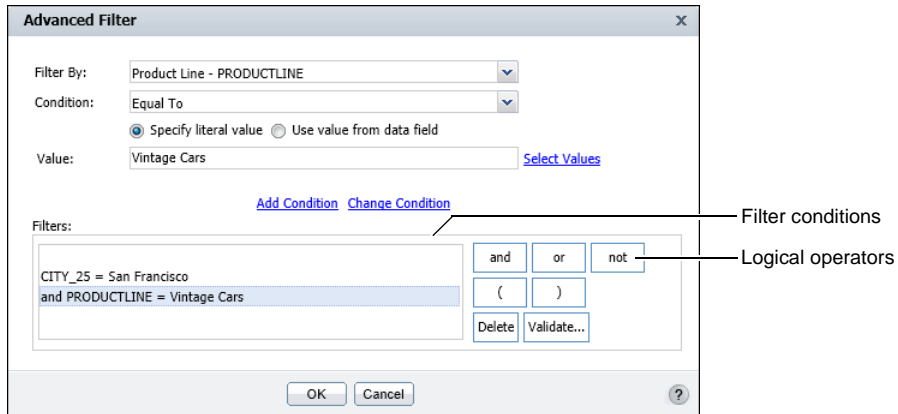 Advanced Filter x
Filter By: Product Line - PRODUCTLINE
Condition: Equal To
Specify literal value Use value from data field
Value: Vintage Cars Select Values
Add Condition Change Condition
Filter conditions
Filters:
and or not
Logical operators
CITY_25 = San Francisco
and PRODUCTLINE = Vintage Cars
( )
Delete Validate...
OK Cancel ?